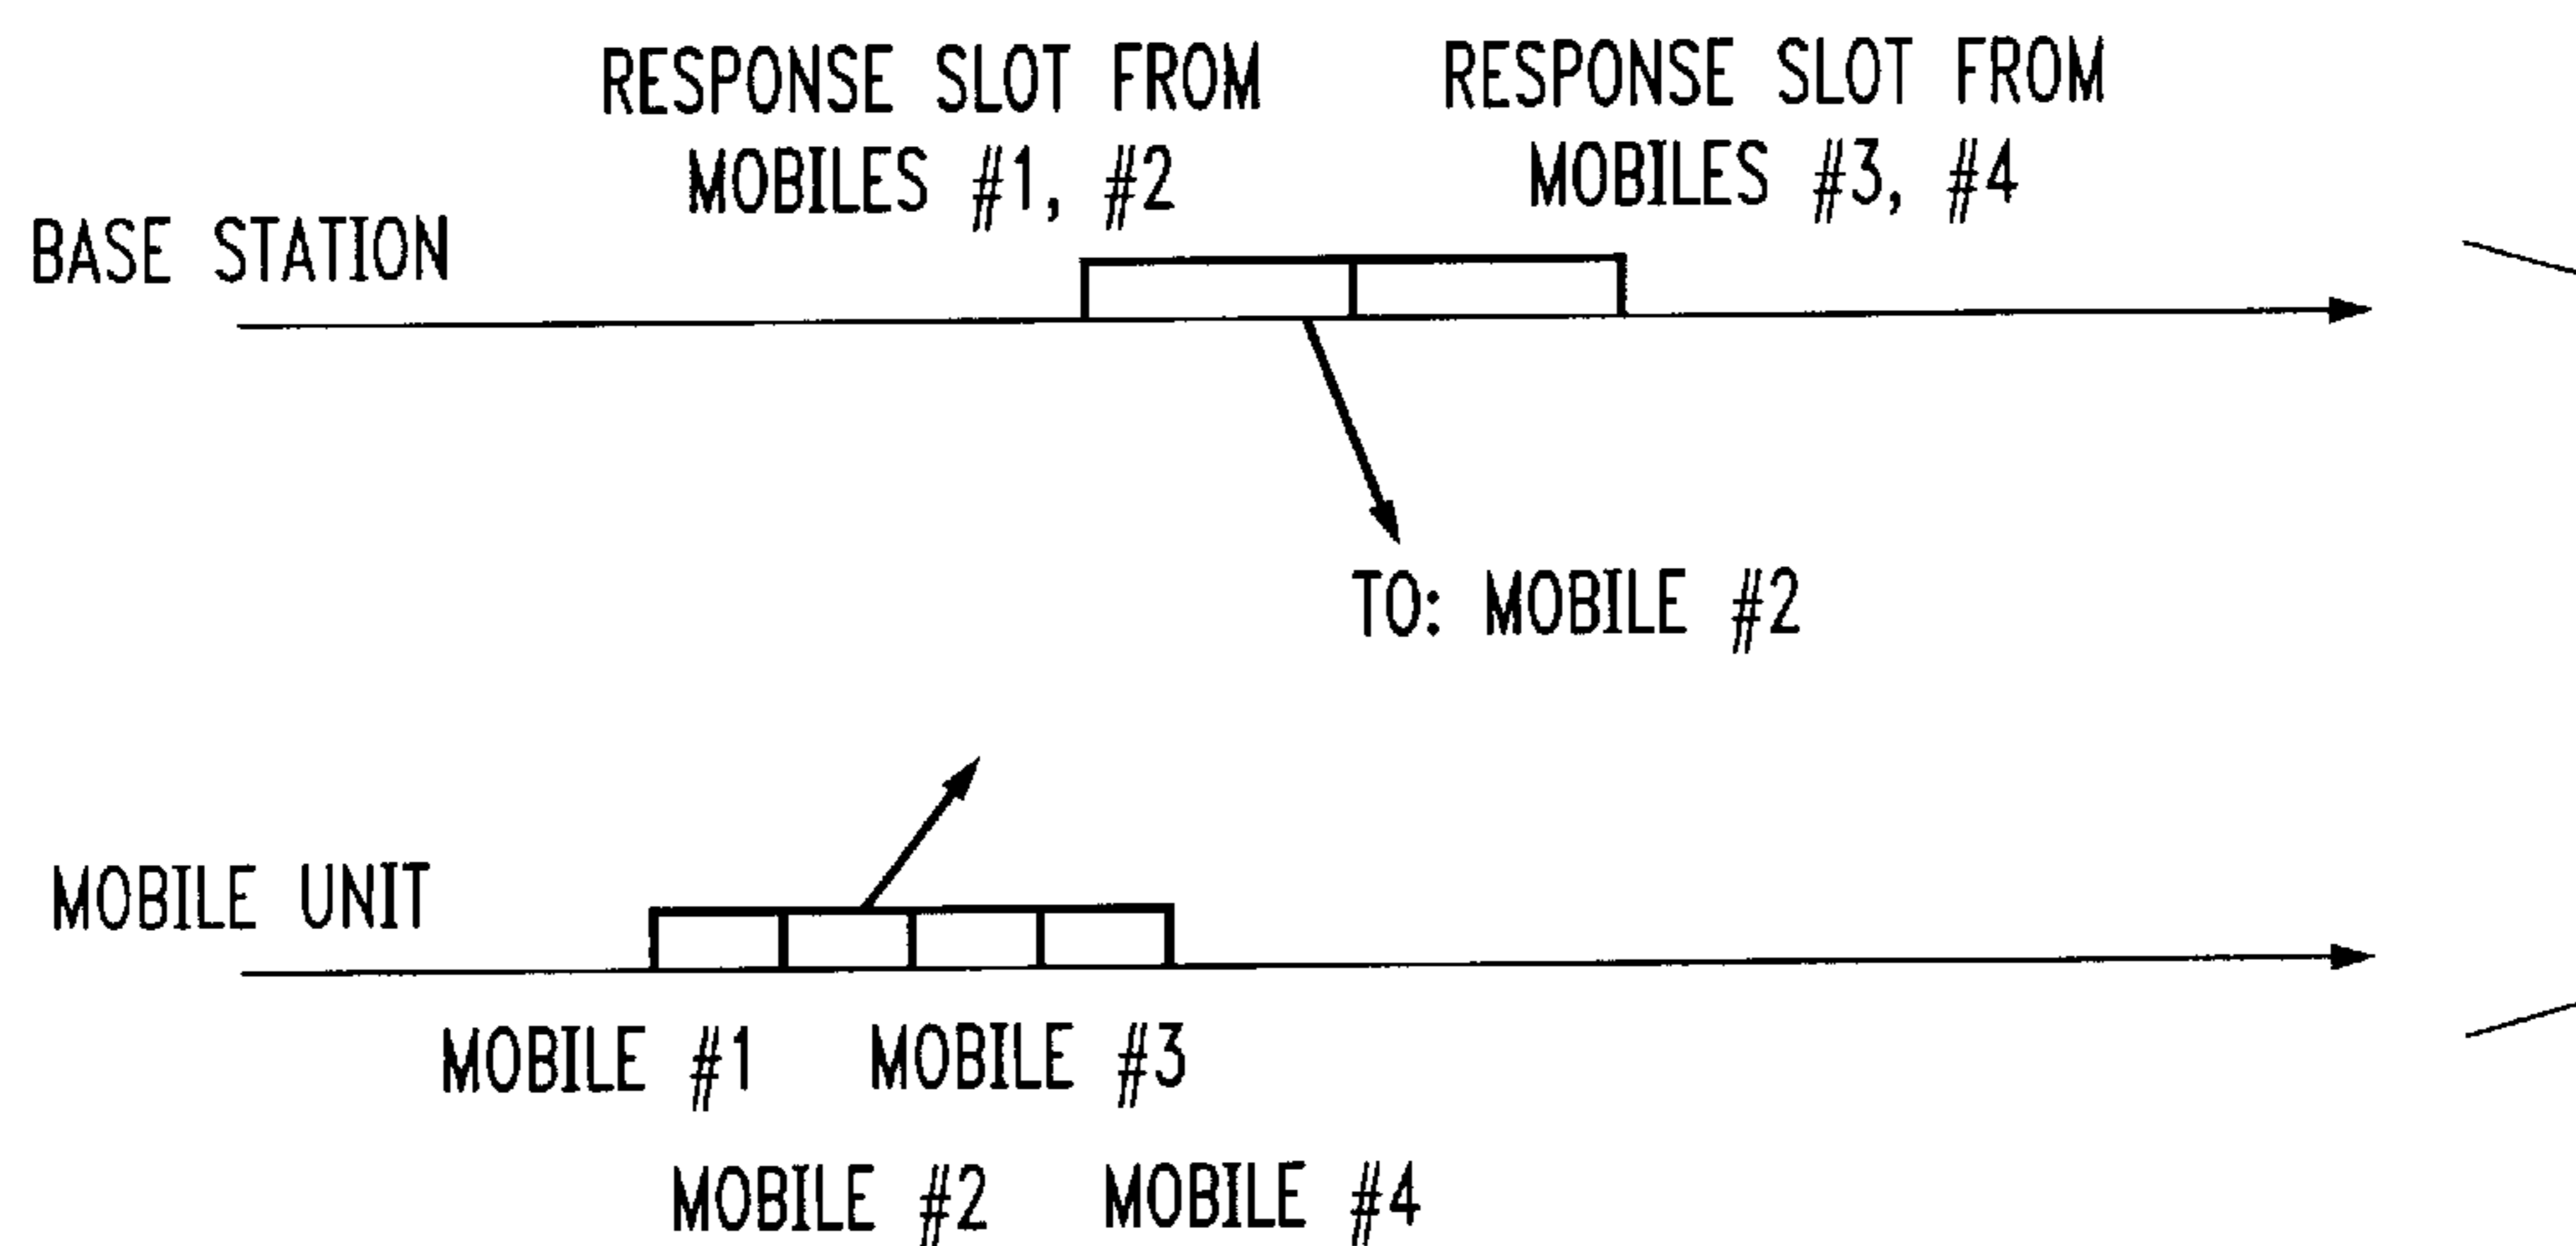 RESPONSE SLOT FROM
MOBILES #1, #2
RESPONSE SLOT FROM
MOBILES #3, #4
BASE STATION
TO: MOBILE #2
MOBILE UNIT
MOBILE #1
MOBILE #3
MOBILE #2
MOBILE #4